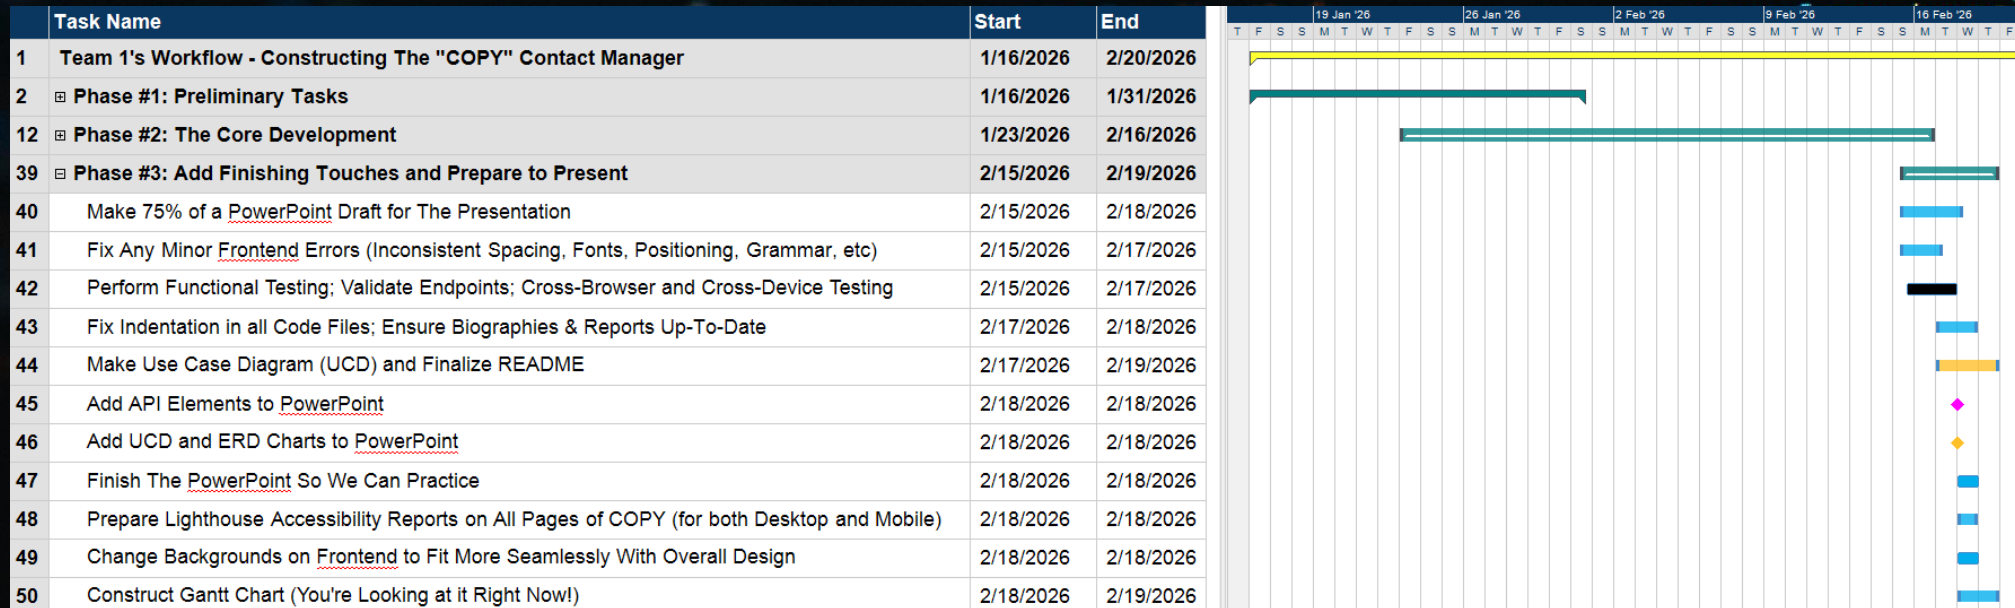 Task Name Start End 19 Jan '26 26 Jan '26 2 Feb '26 9 Feb '26 16 Feb '26
T F S S M T W T F S S M T W T F S S M T W T F S S M T W T F S S M T W T F
1 Team 1's Workflow - Constructing The "COPY" Contact Manager 1/16/2026 2/20/2026
2 Phase #1: Preliminary Tasks 1/16/2026 1/31/2026
12 Phase #2: The Core Development 1/23/2026 2/16/2026
39 Phase #3: Add Finishing Touches and Prepare to Present 2/15/2026 2/19/2026
40 Make 75% of a PowerPoint Draft for The Presentation 2/15/2026 2/18/2026
41 Fix Any Minor Frontend Errors (Inconsistent Spacing, Fonts, Positioning, Grammar, etc) 2/15/2026 2/17/2026
42 Perform Functional Testing; Validate Endpoints; Cross-Browser and Cross-Device Testing 2/15/2026 2/17/2026
43 Fix Indentation in all Code Files; Ensure Biographies & Reports Up-To-Date 2/17/2026 2/18/2026
44 Make Use Case Diagram (UCD) and Finalize README 2/17/2026 2/19/2026
45 Add API Elements to PowerPoint 2/18/2026 2/18/2026
46 Add UCD and ERD Charts to PowerPoint 2/18/2026 2/18/2026
47 Finish The PowerPoint So We Can Practice 2/18/2026 2/18/2026
48 Prepare Lighthouse Accessibility Reports on All Pages of COPY (for both Desktop and Mobile) 2/18/2026 2/18/2026
49 Change Backgrounds on Frontend to Fit More Seamlessly With Overall Design 2/18/2026 2/18/2026
50 Construct Gantt Chart (You're Looking at it Right Now!) 2/18/2026 2/19/2026